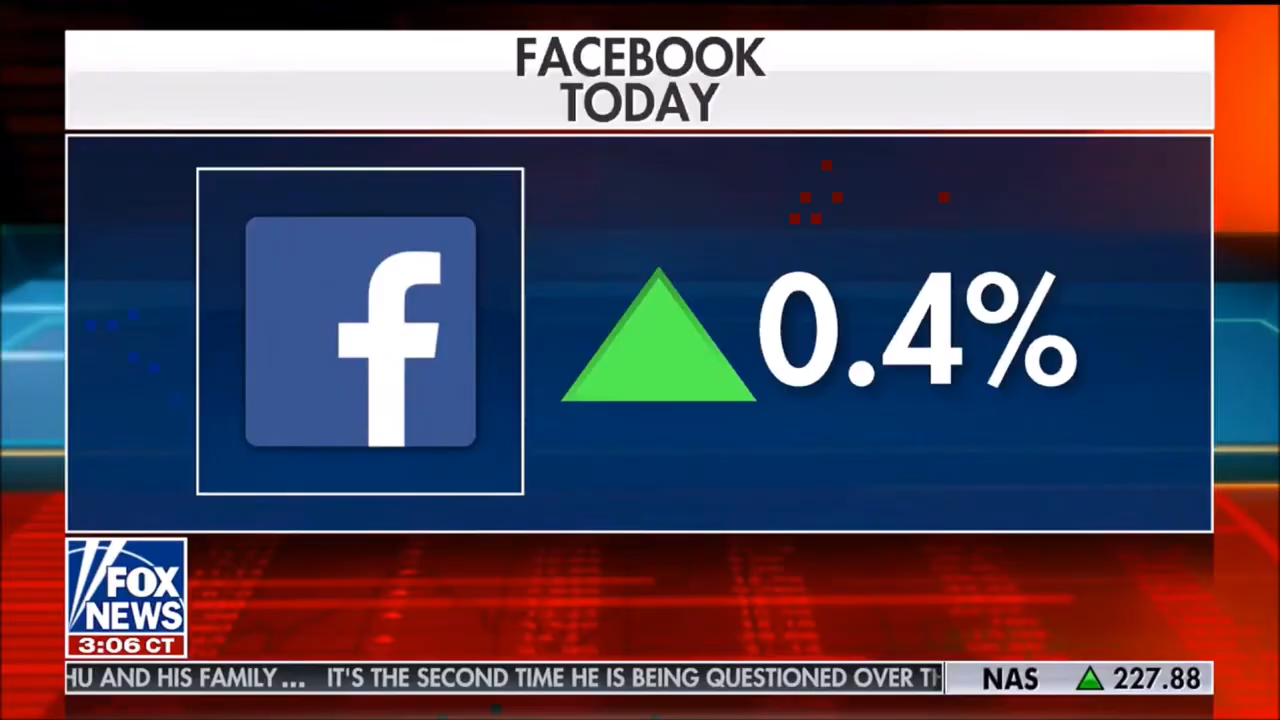 FACEBOOK
TODAY
f
0.4%
FOX
NEWS
3:06 CT
HU AND HIS FAMILY... IT'S THE SECOND TIME HE IS BEING QUESTIONED OVER TH
NAS 227.88